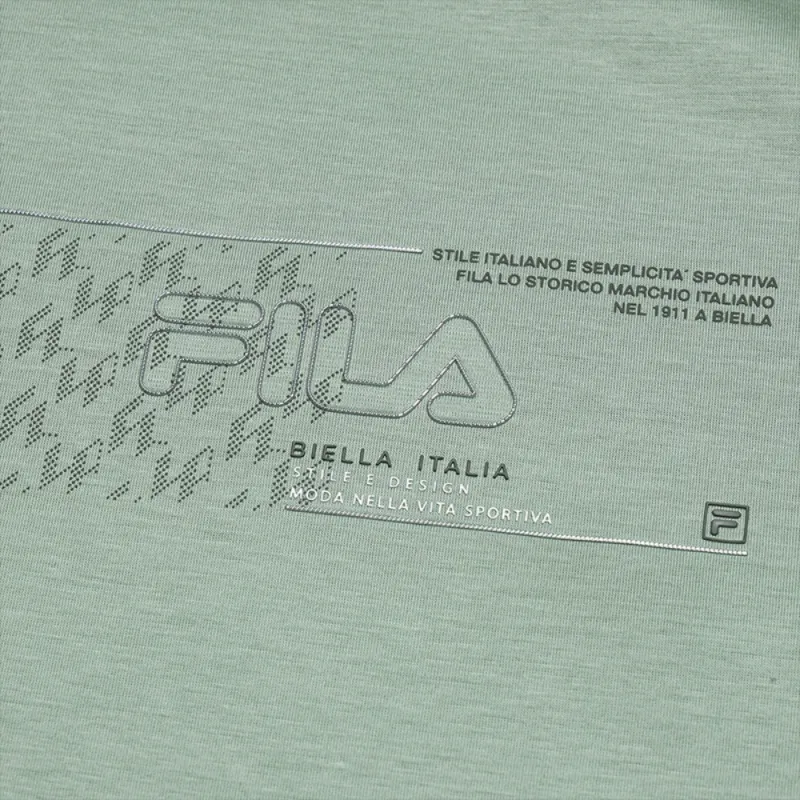 STILE ITALIANO E SEMPLICITA´ SPORTIVA
FILA LO STORICO MARCHIO ITALIANO
NEL 1911 A BIELLA
FILA
BIELLA ITALIA
STILE E DESIGN
MODA NELLA VITA SPORTIVA
F